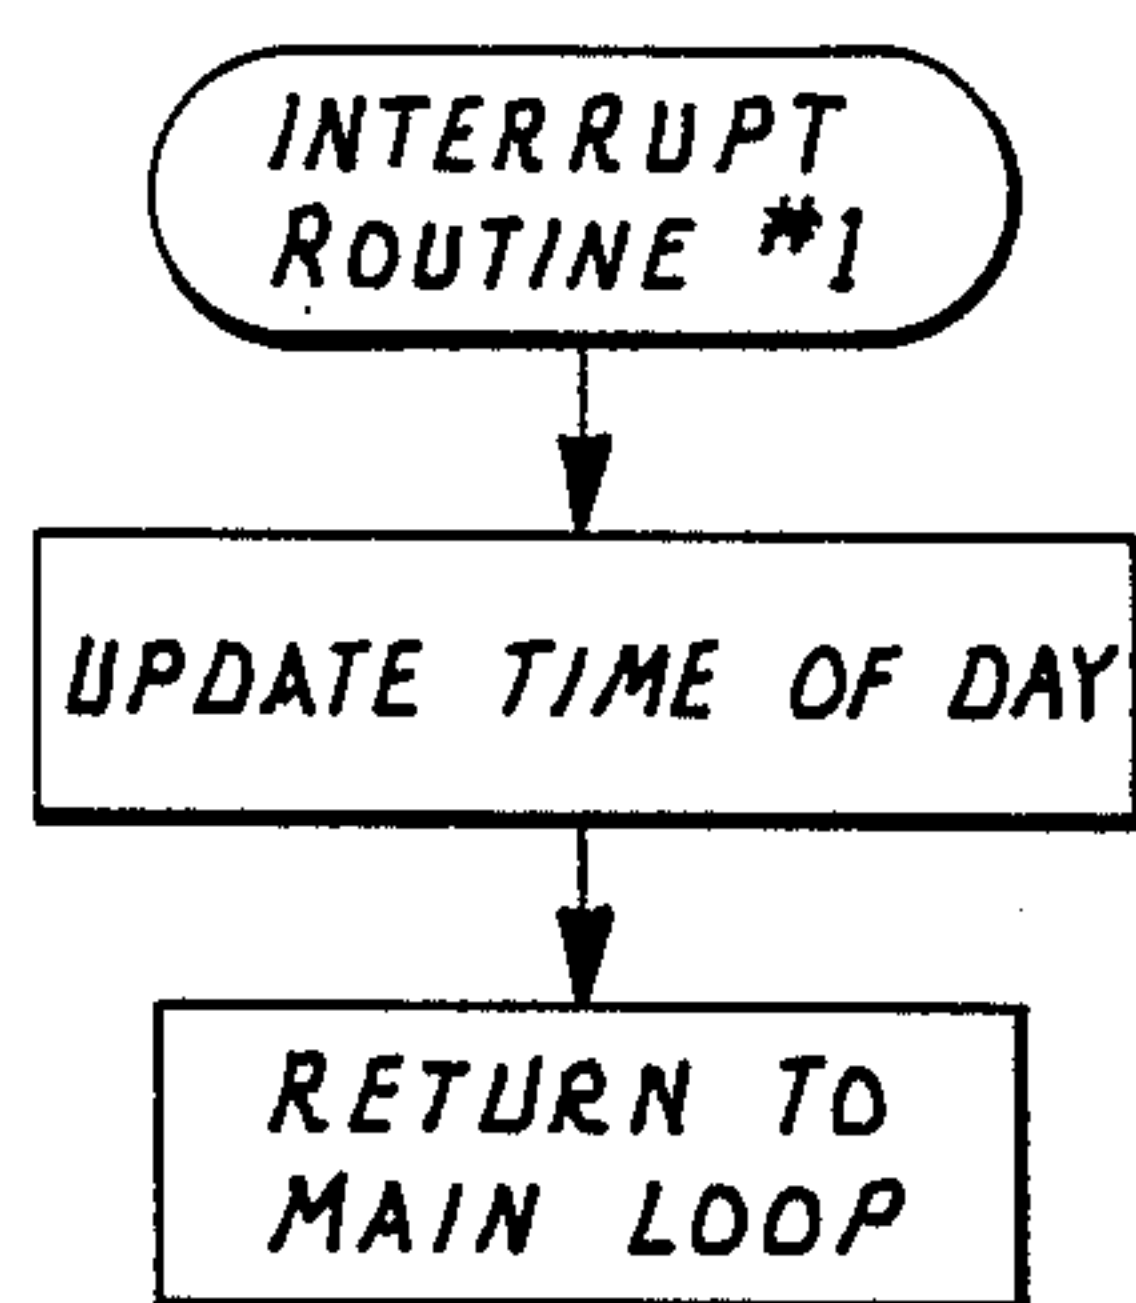 INTERRUPT
ROUTINE #1
UPDATE TIME OF DAY
RETURN TO
MAIN LOOP